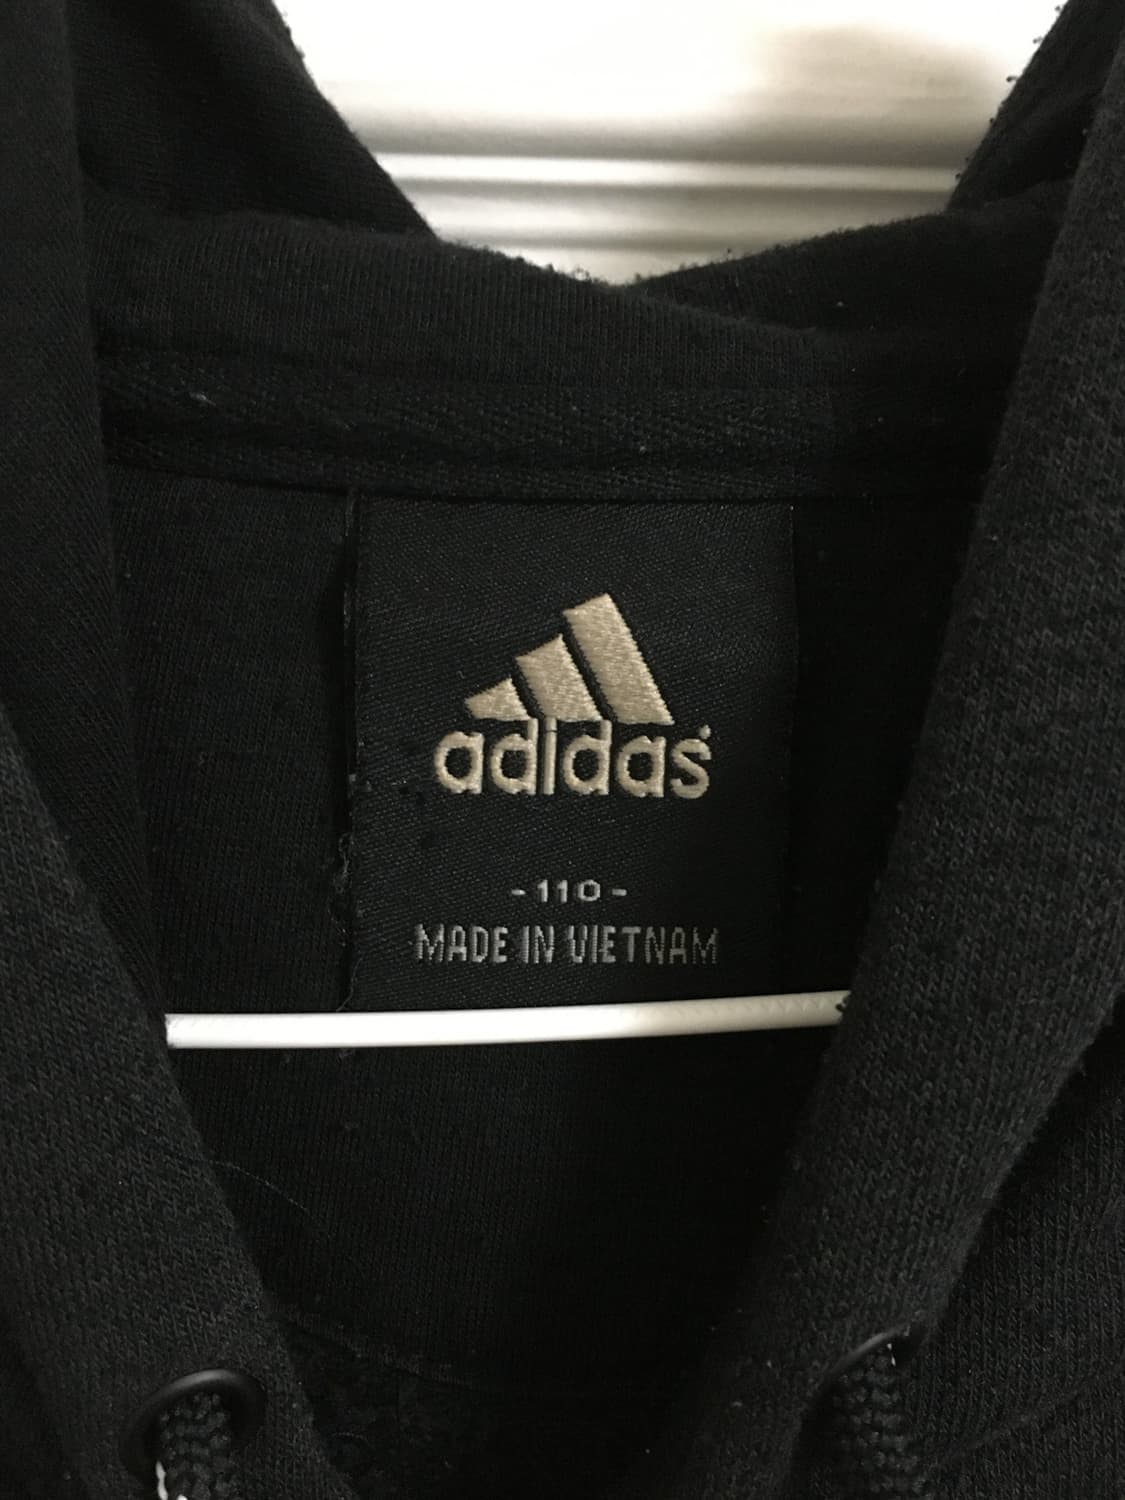 adidas
-110-
MADE IN VIETNAM